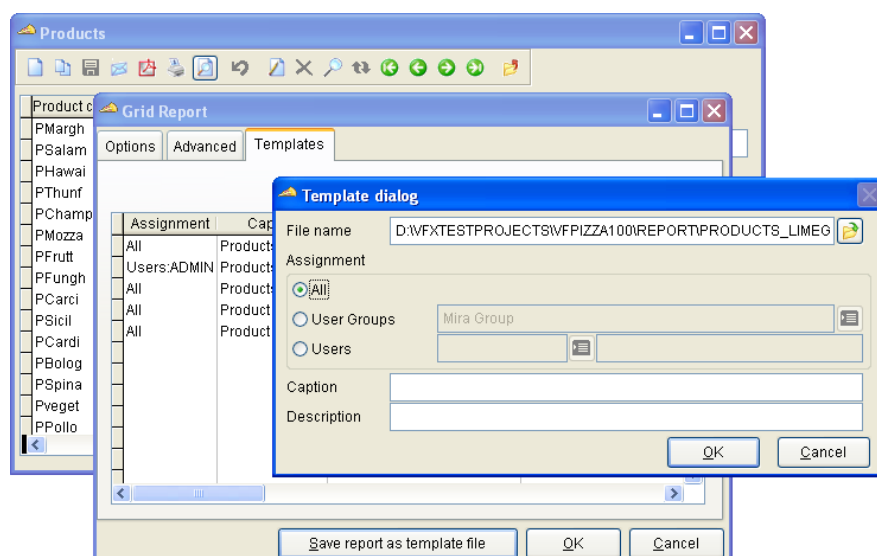 Products
Product c
PMargh
PSalam
PHawai
PThunf
PChamp
PMozza
PFrutt
PFungh
PCarci
PSicil
PCardi
PBolog
PSpina
Pveget
PPollo
Grid Report
Options Advanced Templates
Assignment Cap
All Products
Users:ADMIN Products
All Products
All Product
All Product
Save report as template file OK Cancel
Template dialog
File name D:\VFXTESTPROJECTS\VFPIZZA100\REPORT\PRODUCTS_LIMEG
Assignment
All
User Groups Mira Group
Users
Caption
Description
OK Cancel